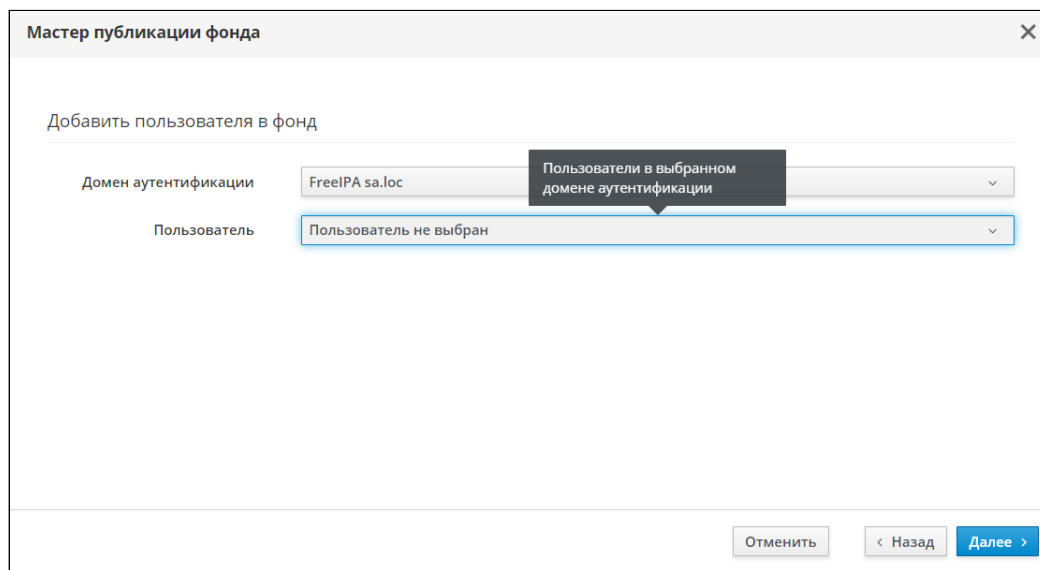 Мастер публикации фонда
Добавить пользователя в фонд
Домен аутентификации
FreeIPA sa.loc
Пользователи в выбранном
домене аутентификации
Пользователь
Пользователь не выбран
Отменить
Назад
Далее